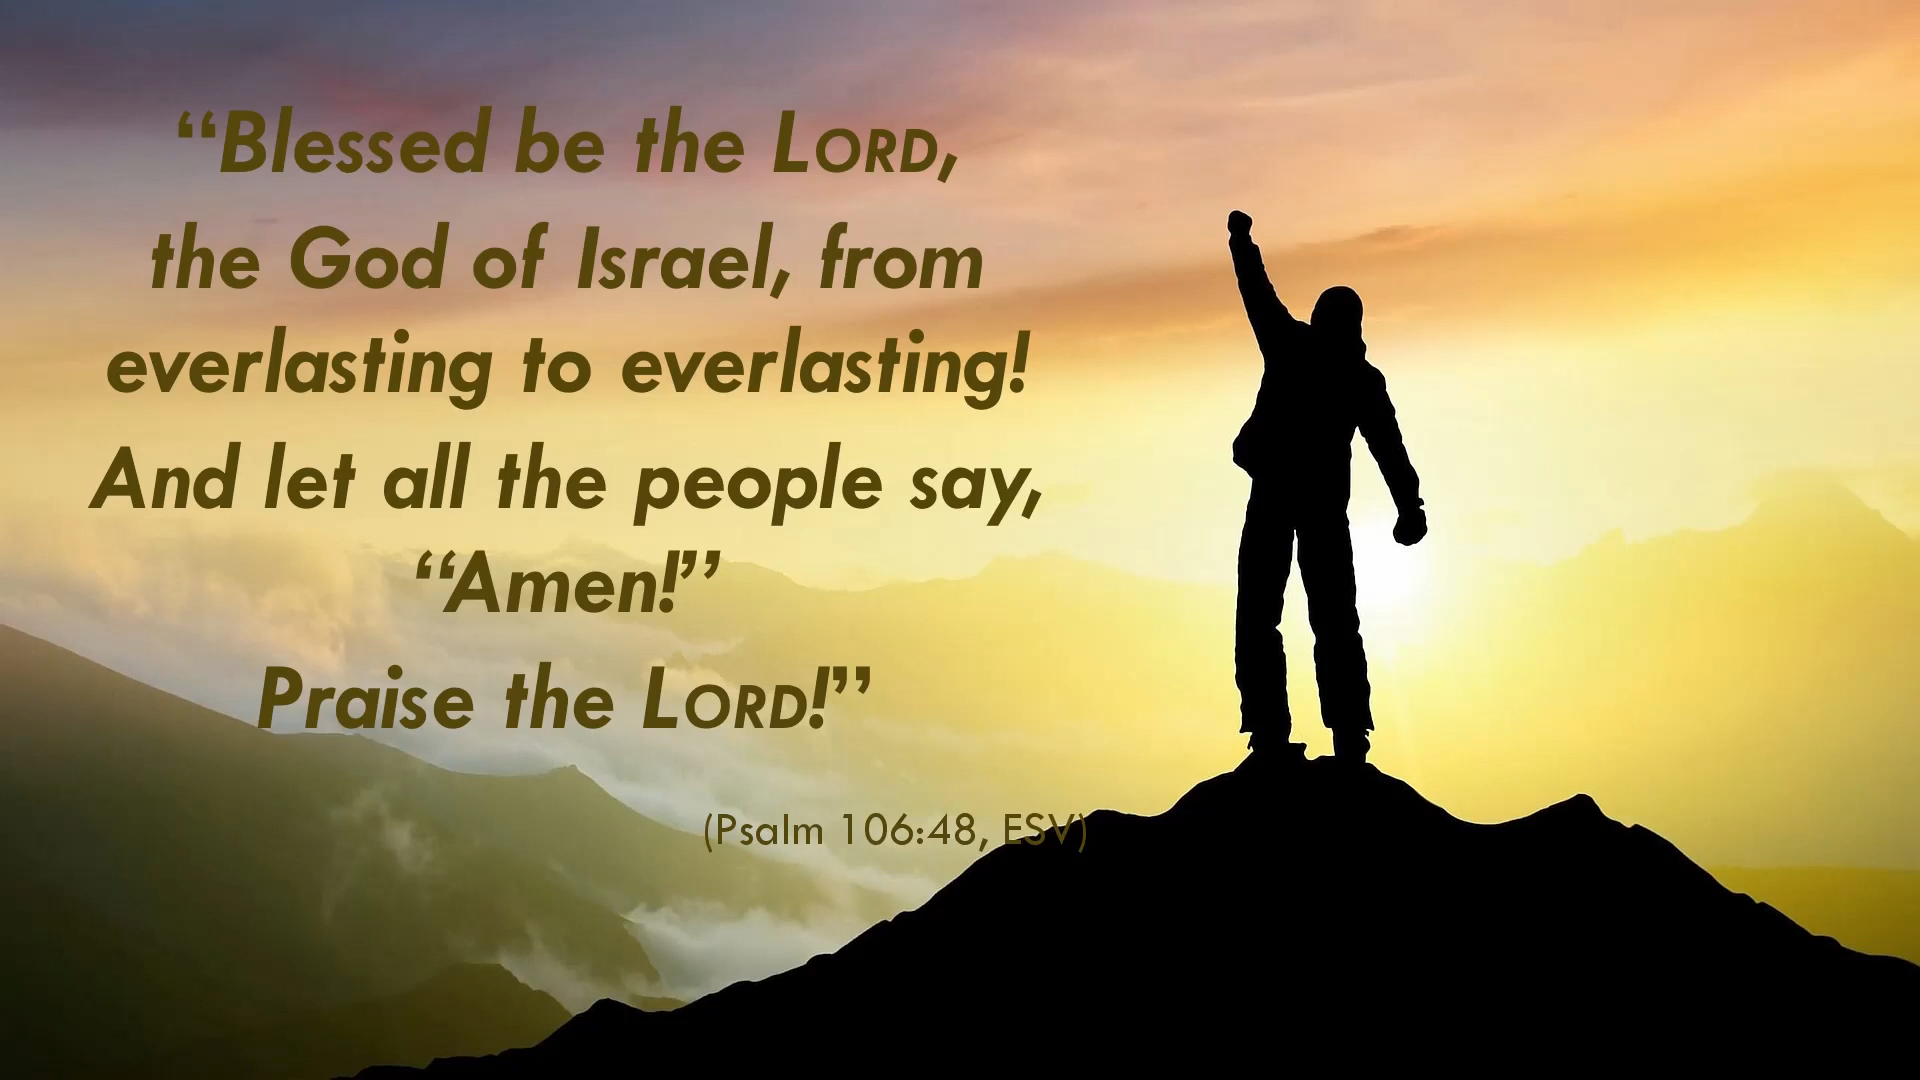 “Blessed be the LORD,
the God of Israel, from
everlasting to everlasting!
And let all the people say,
“Amen!”
Praise the LORD!”
(Psalm 106:48, ESV)